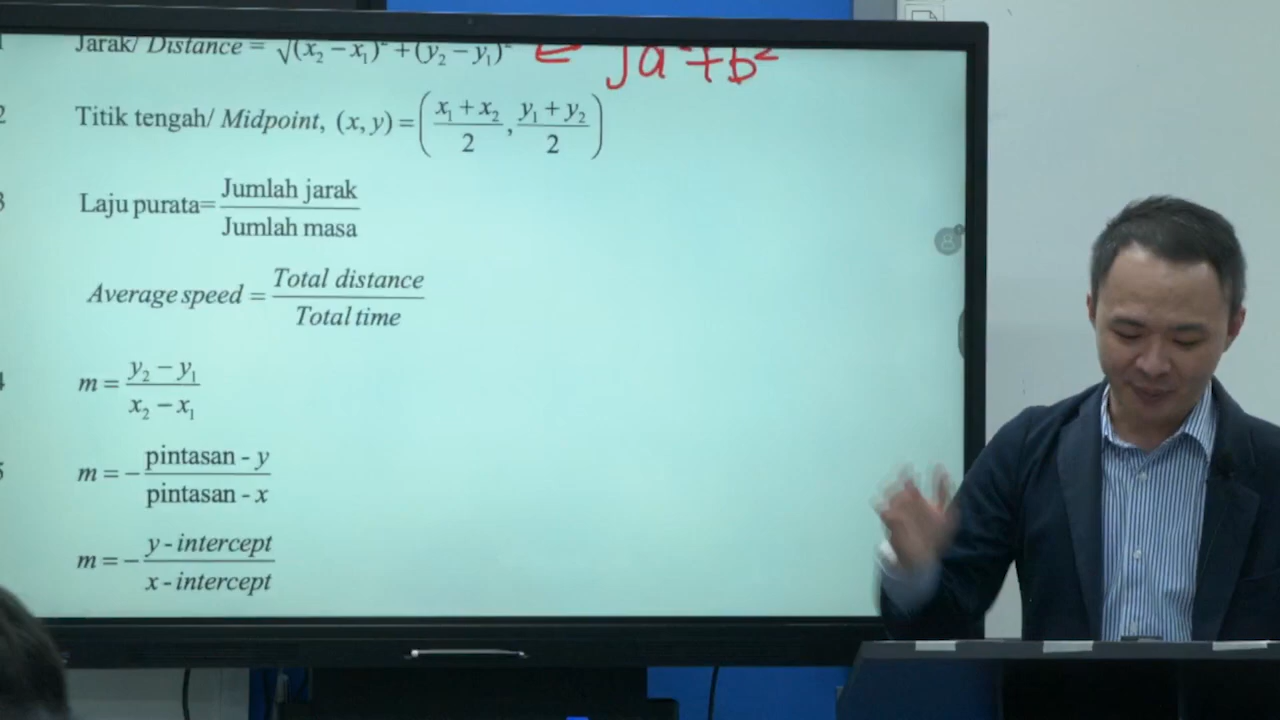 1 Jarak/ Distance = √(x₂ − x₁)² + (y₂ − y₁)² ∈ √a² + b²
2 Titik tengah/ Midpoint, (x, y) = ( (x₁ + x₂)/2 , (y₁ + y₂)/2 )
3 Laju purata= Jumlah jarak / Jumlah masa
Average speed = Total distance / Total time
4 m = (y₂ − y₁) / (x₂ − x₁)
5 m = − pintasan - y / pintasan - x
m = − y - intercept / x - intercept